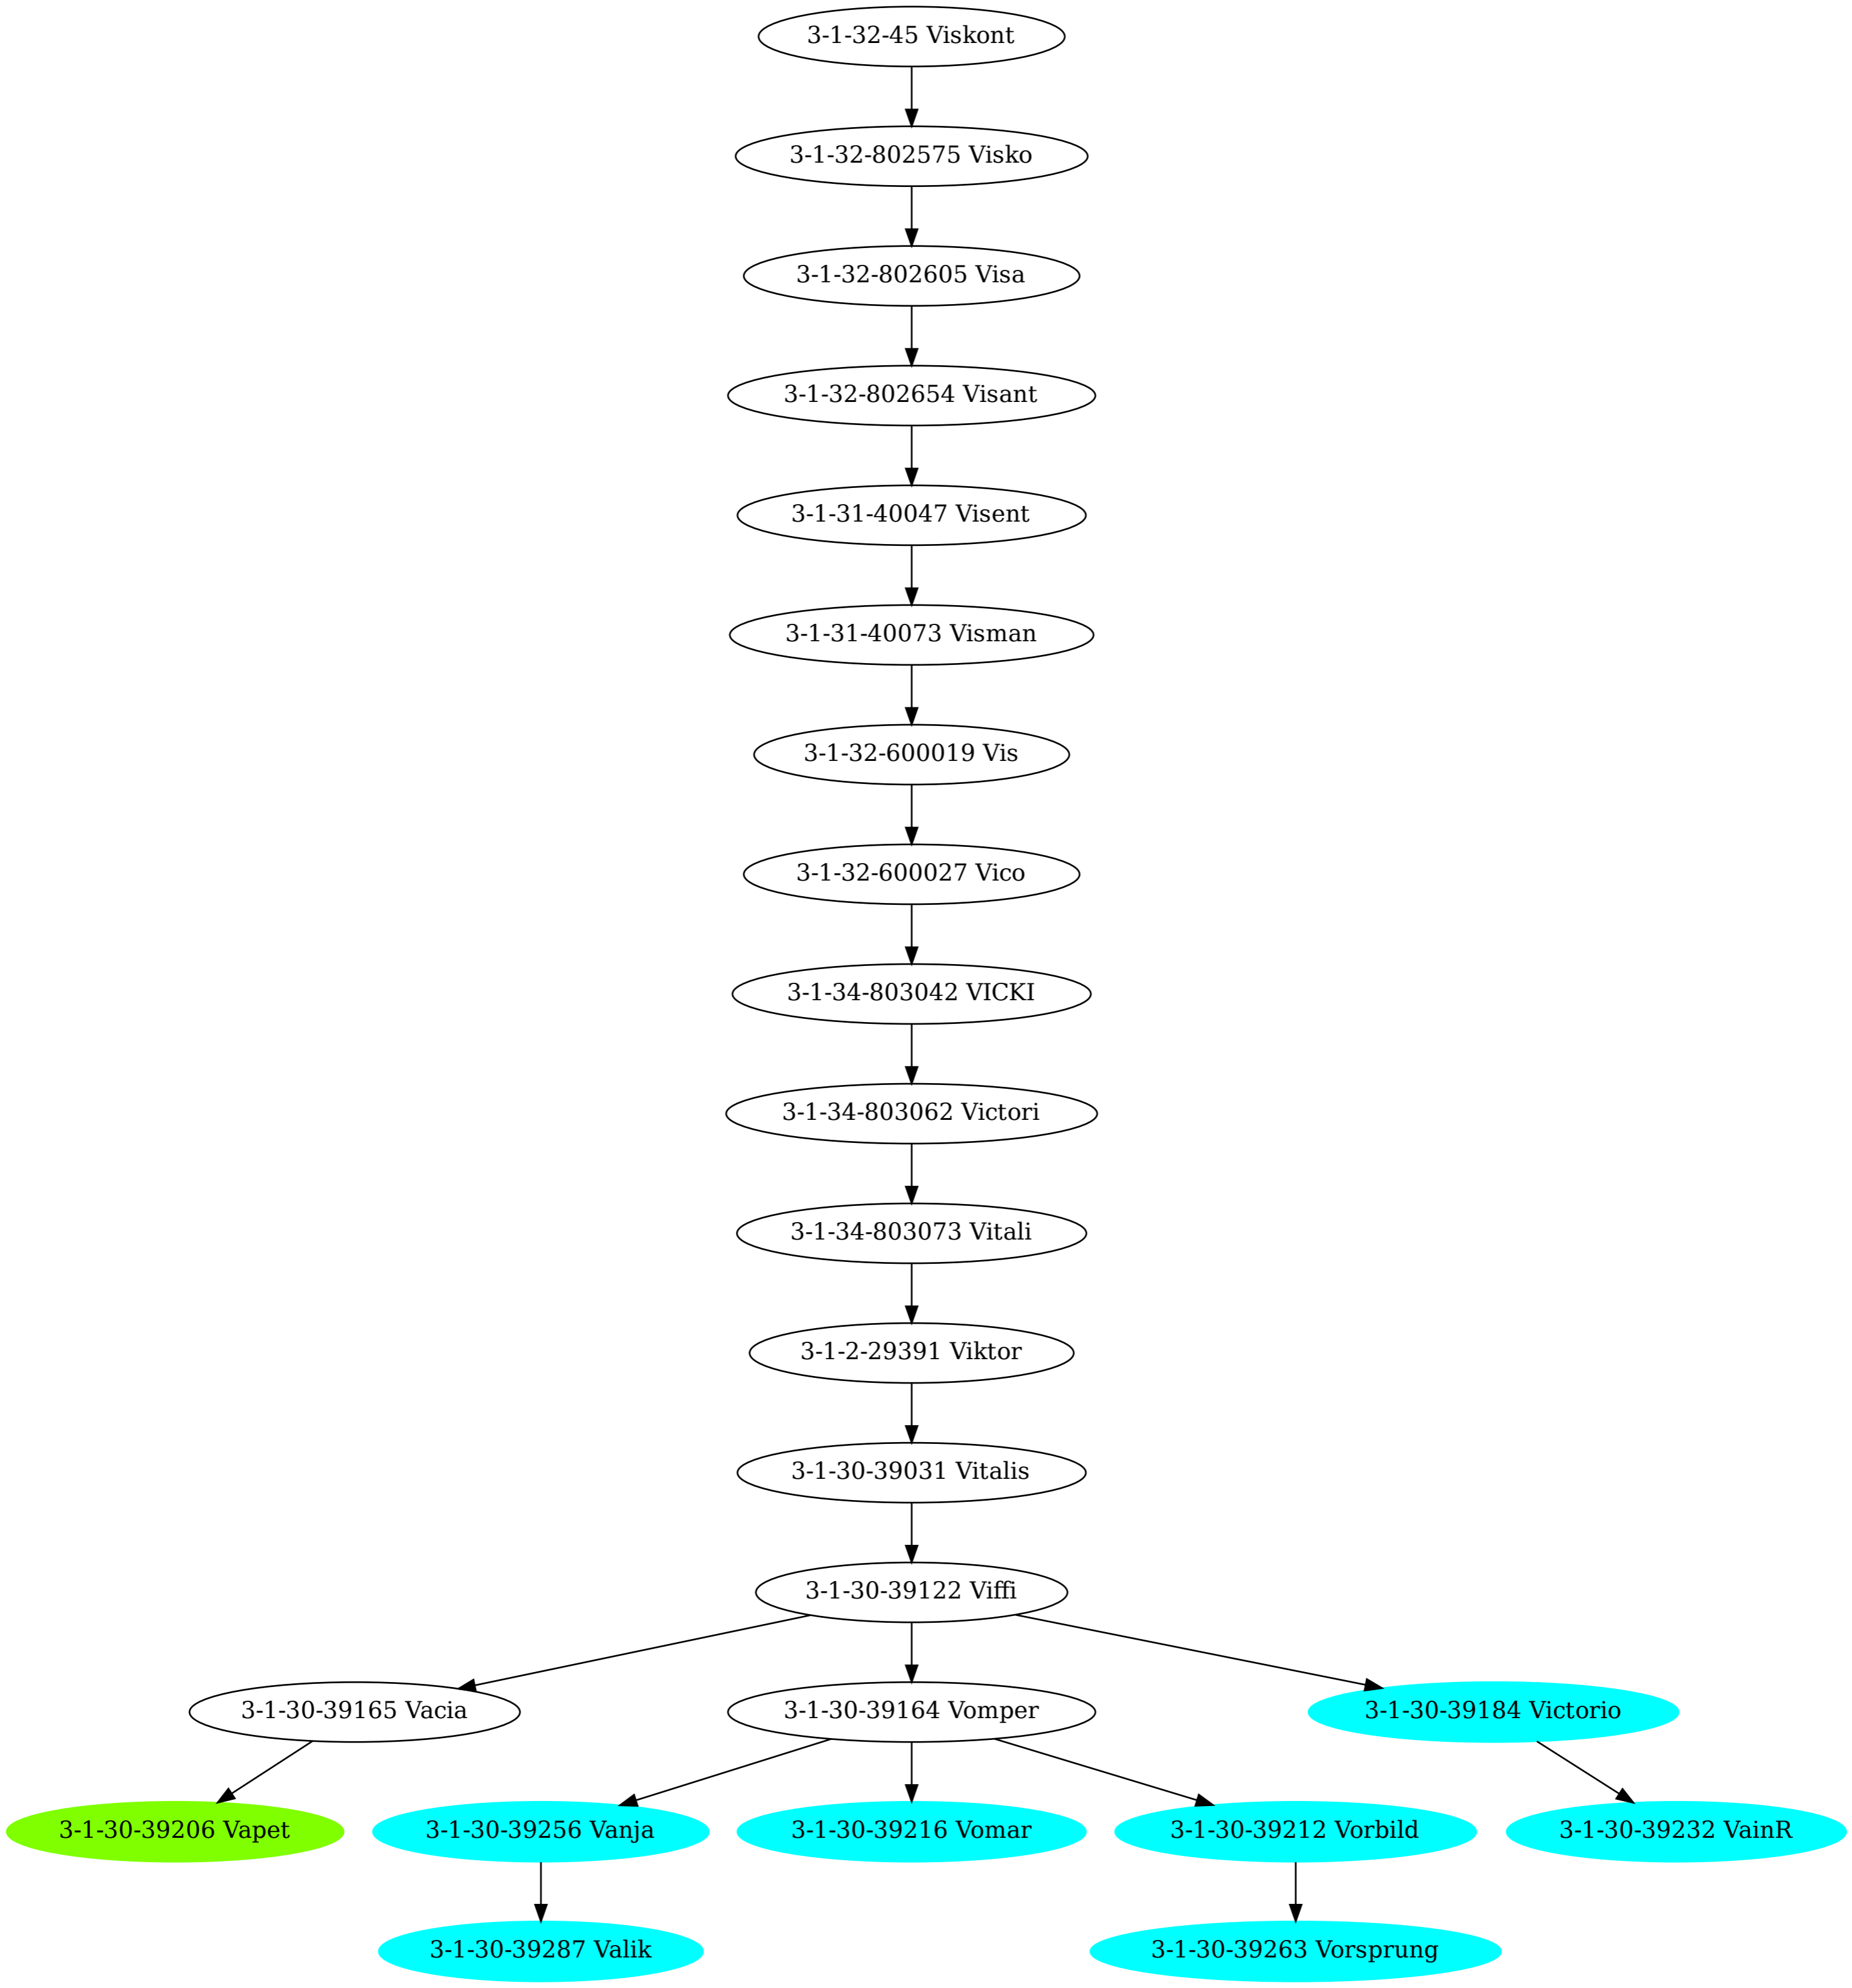 3-1-32-45 Viskont
3-1-32-802575 Visko
3-1-32-802605 Visa
3-1-32-802654 Visant
3-1-31-40047 Visent
3-1-31-40073 Visman
3-1-32-600019 Vis
3-1-32-600027 Vico
3-1-34-803042 VICKI
3-1-34-803062 Victori
3-1-34-803073 Vitali
3-1-2-29391 Viktor
3-1-30-39031 Vitalis
3-1-30-39122 Viffi
3-1-30-39165 Vacia
3-1-30-39164 Vomper
3-1-30-39184 Victorio
3-1-30-39206 Vapet
3-1-30-39256 Vanja
3-1-30-39216 Vomar
3-1-30-39212 Vorbild
3-1-30-39232 VainR
3-1-30-39287 Valik
3-1-30-39263 Vorsprung